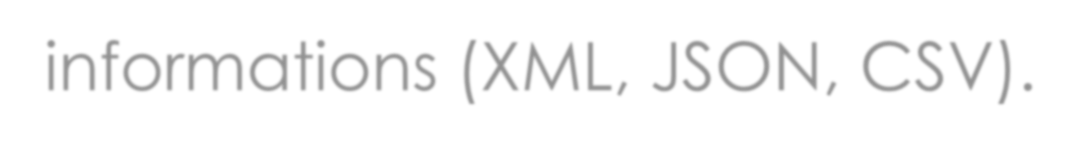 informations (XML, JSON, CSV).